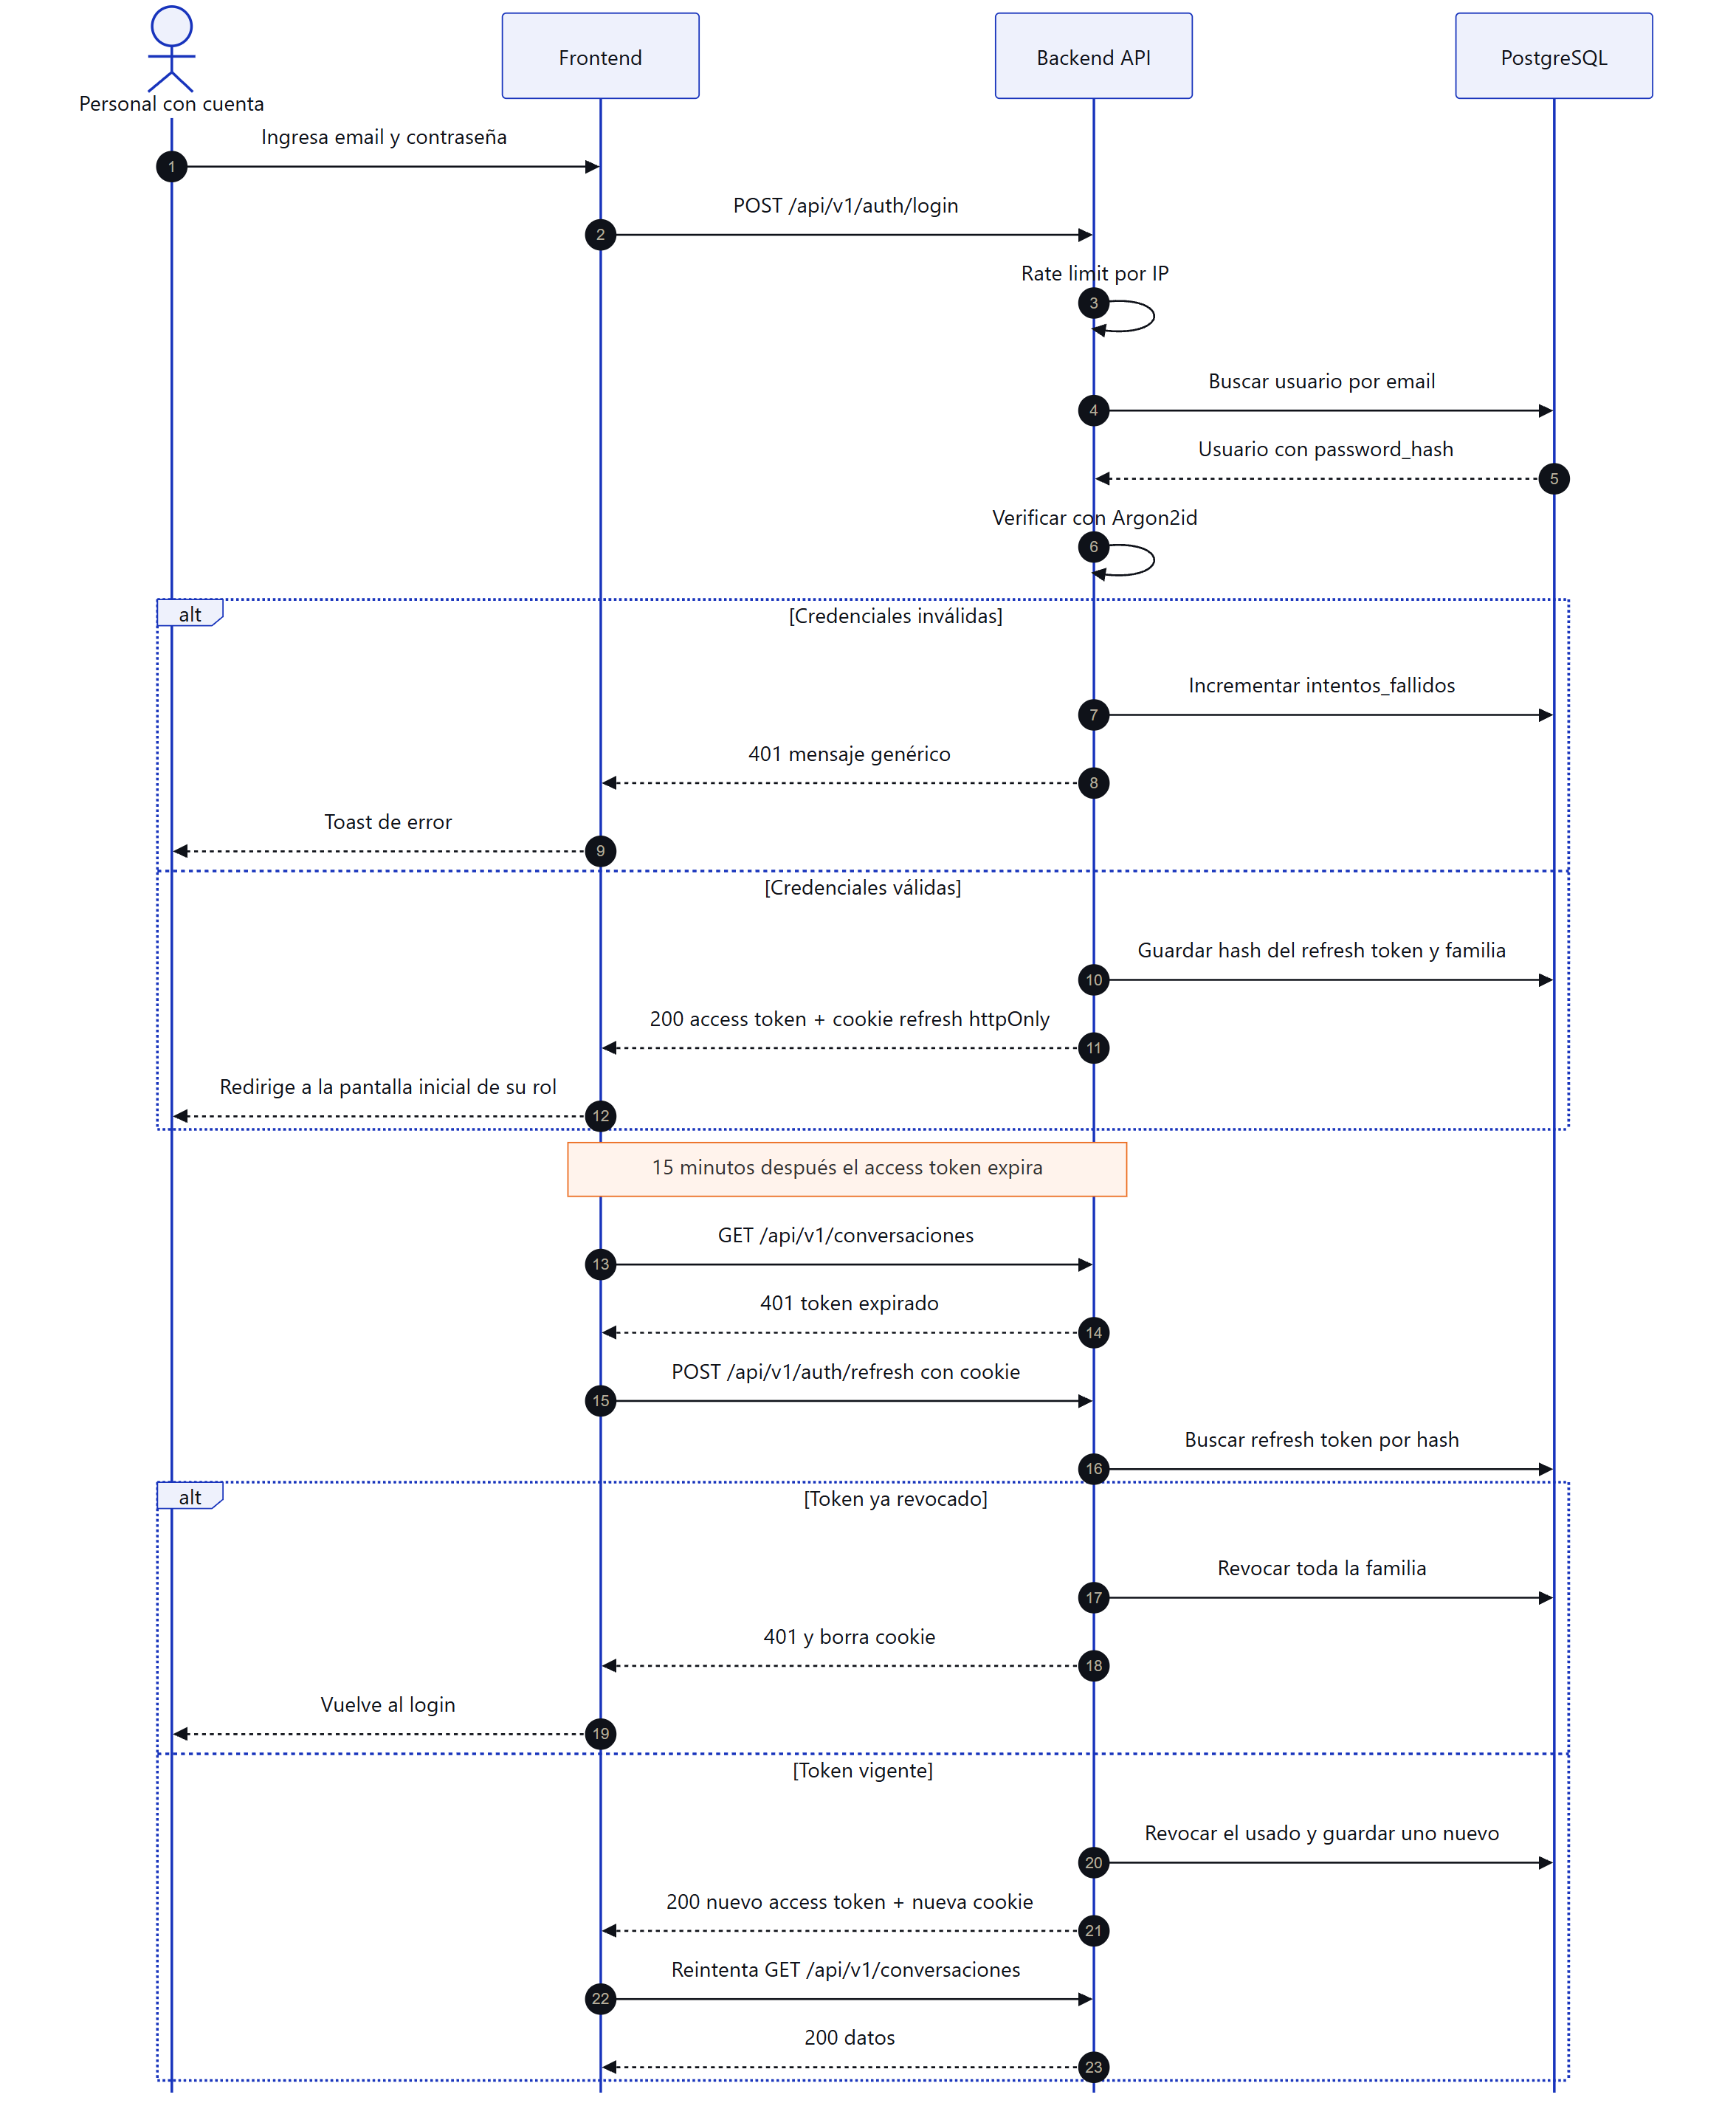 Personal con cuenta
Frontend
Backend API
PostgreSQL
Ingresa email y contraseña
1
POST /api/v1/auth/login
2
Rate limit por IP
3
Buscar usuario por email
4
Usuario con password_hash
5
Verificar con Argon2id
6
alt
[Credenciales inválidas]
Incrementar intentos_fallidos
7
401 mensaje genérico
8
Toast de error
9
[Credenciales válidas]
Guardar hash del refresh token y familia
10
200 access token + cookie refresh httpOnly
11
Redirige a la pantalla inicial de su rol
12
15 minutos después el access token expira
GET /api/v1/conversaciones
13
401 token expirado
14
POST /api/v1/auth/refresh con cookie
15
Buscar refresh token por hash
16
alt
[Token ya revocado]
Revocar toda la familia
17
401 y borra cookie
18
Vuelve al login
19
[Token vigente]
Revocar el usado y guardar uno nuevo
20
200 nuevo access token + nueva cookie
21
Reintenta GET /api/v1/conversaciones
22
200 datos
23